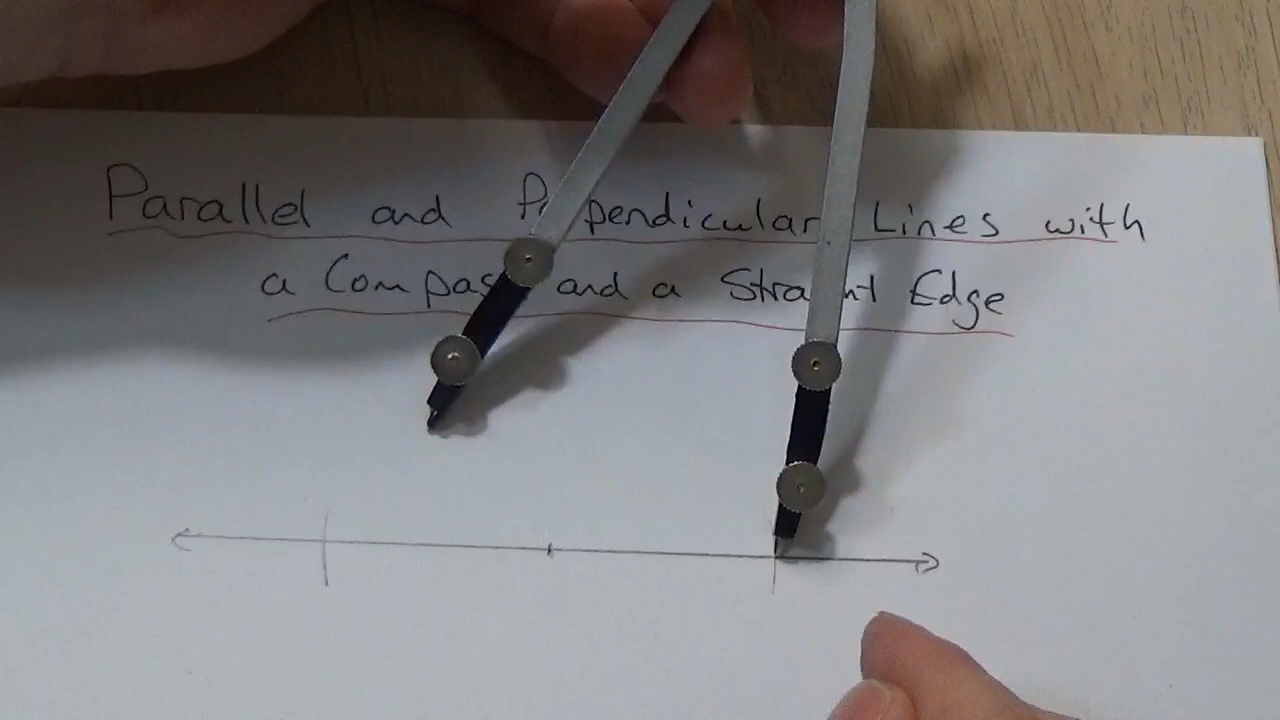 Parallel and Perpendicular Lines with
a Compass and a Straight Edge